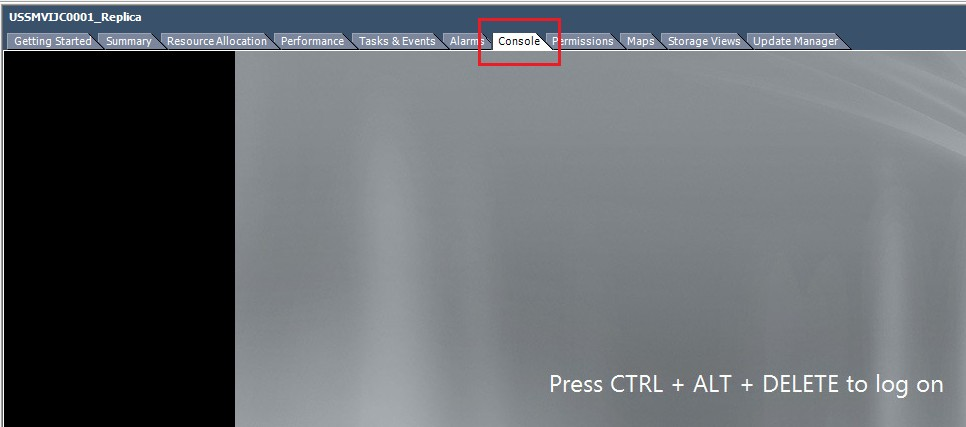 USSMVIJC0001_Replica
Getting Started Summary Resource Allocation Performance Tasks & Events Alarms Console Permissions Maps Storage Views Update Manager
Press CTRL + ALT + DELETE to log on